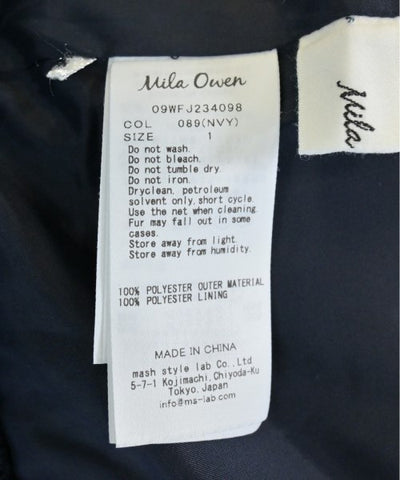 Mila Owen
09WFJ234098
COL 089(NVY)
SIZE 1
Do not wash.
Do not bleach.
Do not tumble dry.
Do not iron.
Dryclean, petroleum
solvent only, short cycle.
Use the net when cleaning.
Fur may fall out in some
cases.
Store away from light.
Store away from humidity.
100% POLYESTER OUTER MATERIAL
100% POLYESTER LINING
MADE IN CHINA
mash style lab Co.,Ltd
5-7-1 Kojimachi,Chiyoda-Ku
Tokyo,Japan
info@ms-lab.com
Mila